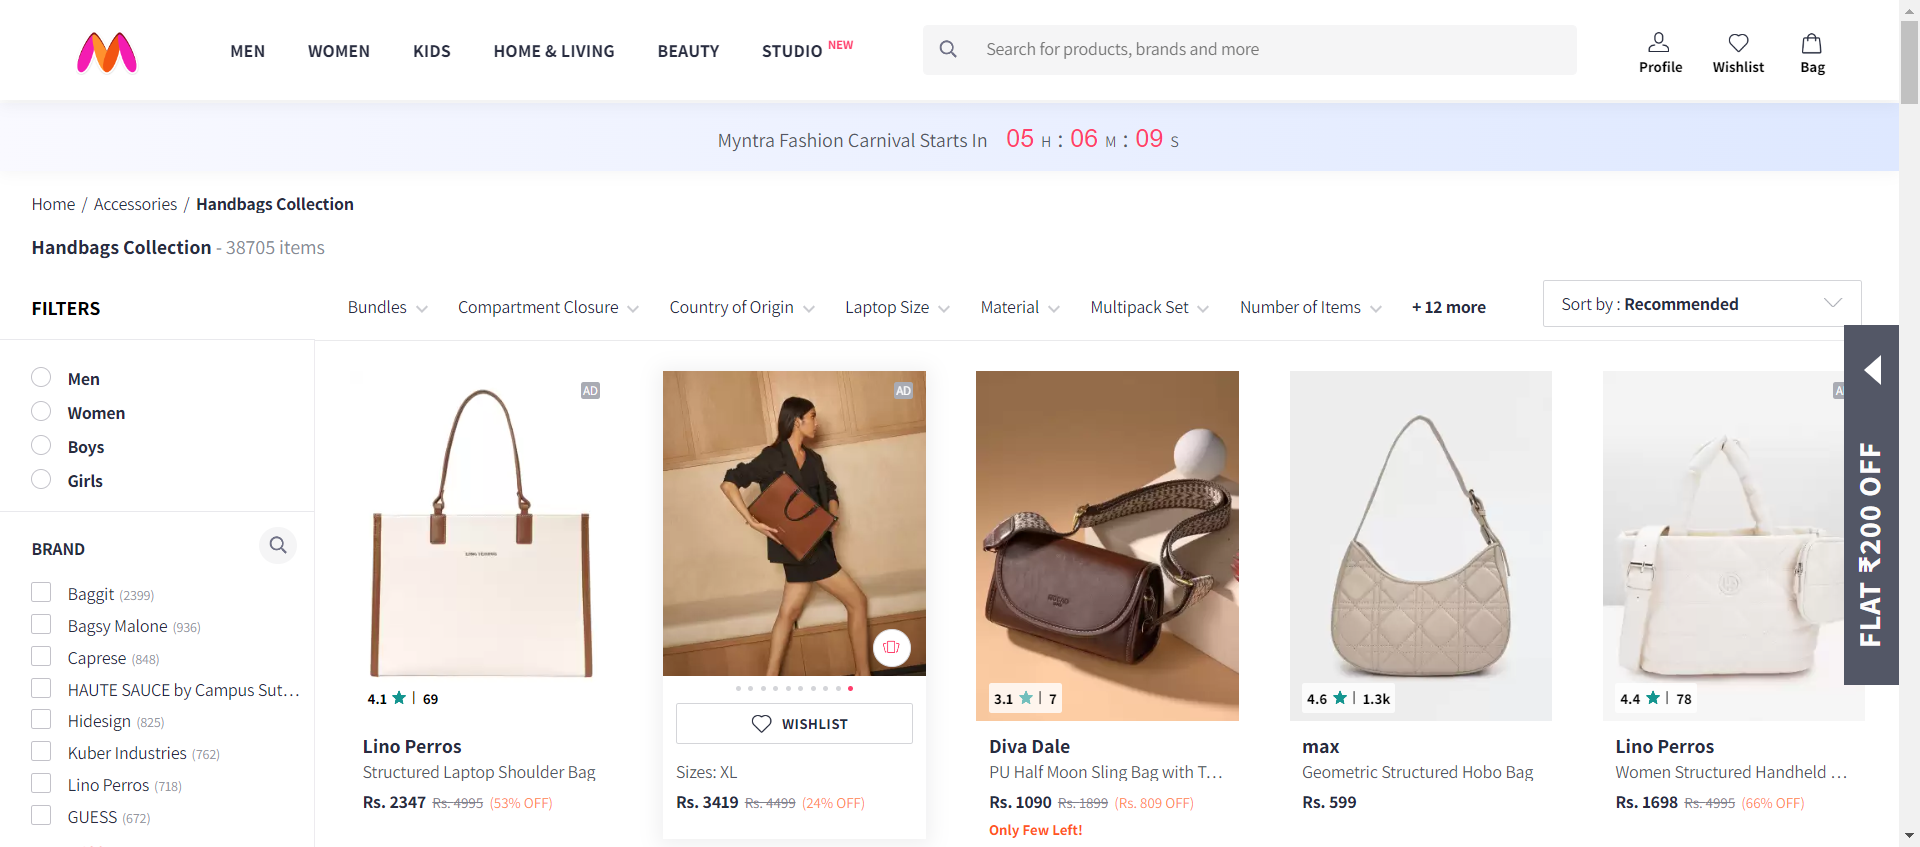 MEN WOMEN KIDS HOME & LIVING BEAUTY STUDIO NEW
Search for products, brands and more
Profile Wishlist Bag
Myntra Fashion Carnival Starts In 05 H : 06 M : 09 S
Home / Accessories / Handbags Collection
Handbags Collection - 38705 items
FILTERS
Bundles Compartment Closure Country of Origin Laptop Size Material Multipack Set Number of Items + 12 more
Sort by : Recommended
Men
Women
Boys
Girls
BRAND
Baggit (2399)
Bagsy Malone (936)
Caprese (848)
HAUTE SAUCE by Campus Sut...
Hidesign (825)
Kuber Industries (762)
Lino Perros (718)
GUESS (672)
AD
LINO PERROS
4.1 | 69
Lino Perros
Structured Laptop Shoulder Bag
Rs. 2347 Rs. 4995 (53% OFF)
AD
WISHLIST
Sizes: XL
Rs. 3419 Rs. 4499 (24% OFF)
3.1 | 7
Diva Dale
PU Half Moon Sling Bag with T...
Rs. 1090 Rs. 1899 (Rs. 809 OFF)
Only Few Left!
4.6 | 1.3k
max
Geometric Structured Hobo Bag
Rs. 599
4.4 | 78
Lino Perros
Women Structured Handheld ...
Rs. 1698 Rs. 4995 (66% OFF)
FLAT ₹200 OFF